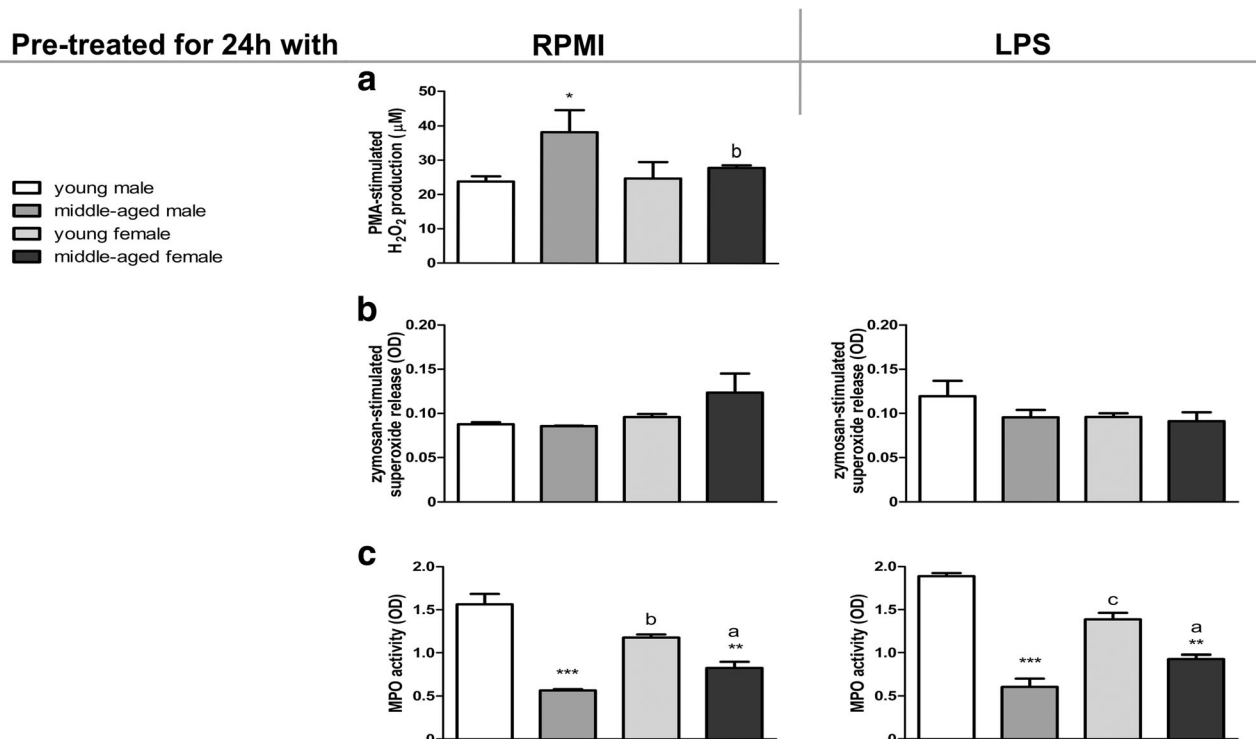 Pre-treated for 24h with RPMI LPS
young male
middle-aged male
young female
middle-aged female
a
PMA-stimulated
H₂O₂ production (μM)
50
40
30
20
10
0
*
b
b
zymosan-stimulated
superoxide release (OD)
0.20
0.15
0.10
0.05
0
zymosan-stimulated
superoxide release (OD)
0.20
0.15
0.10
0.05
0
c
MPO activity (OD)
2.0
1.5
1.0
0.5
0
***
b
a
**
MPO activity (OD)
2.0
1.5
1.0
0.5
0
***
c
a
**